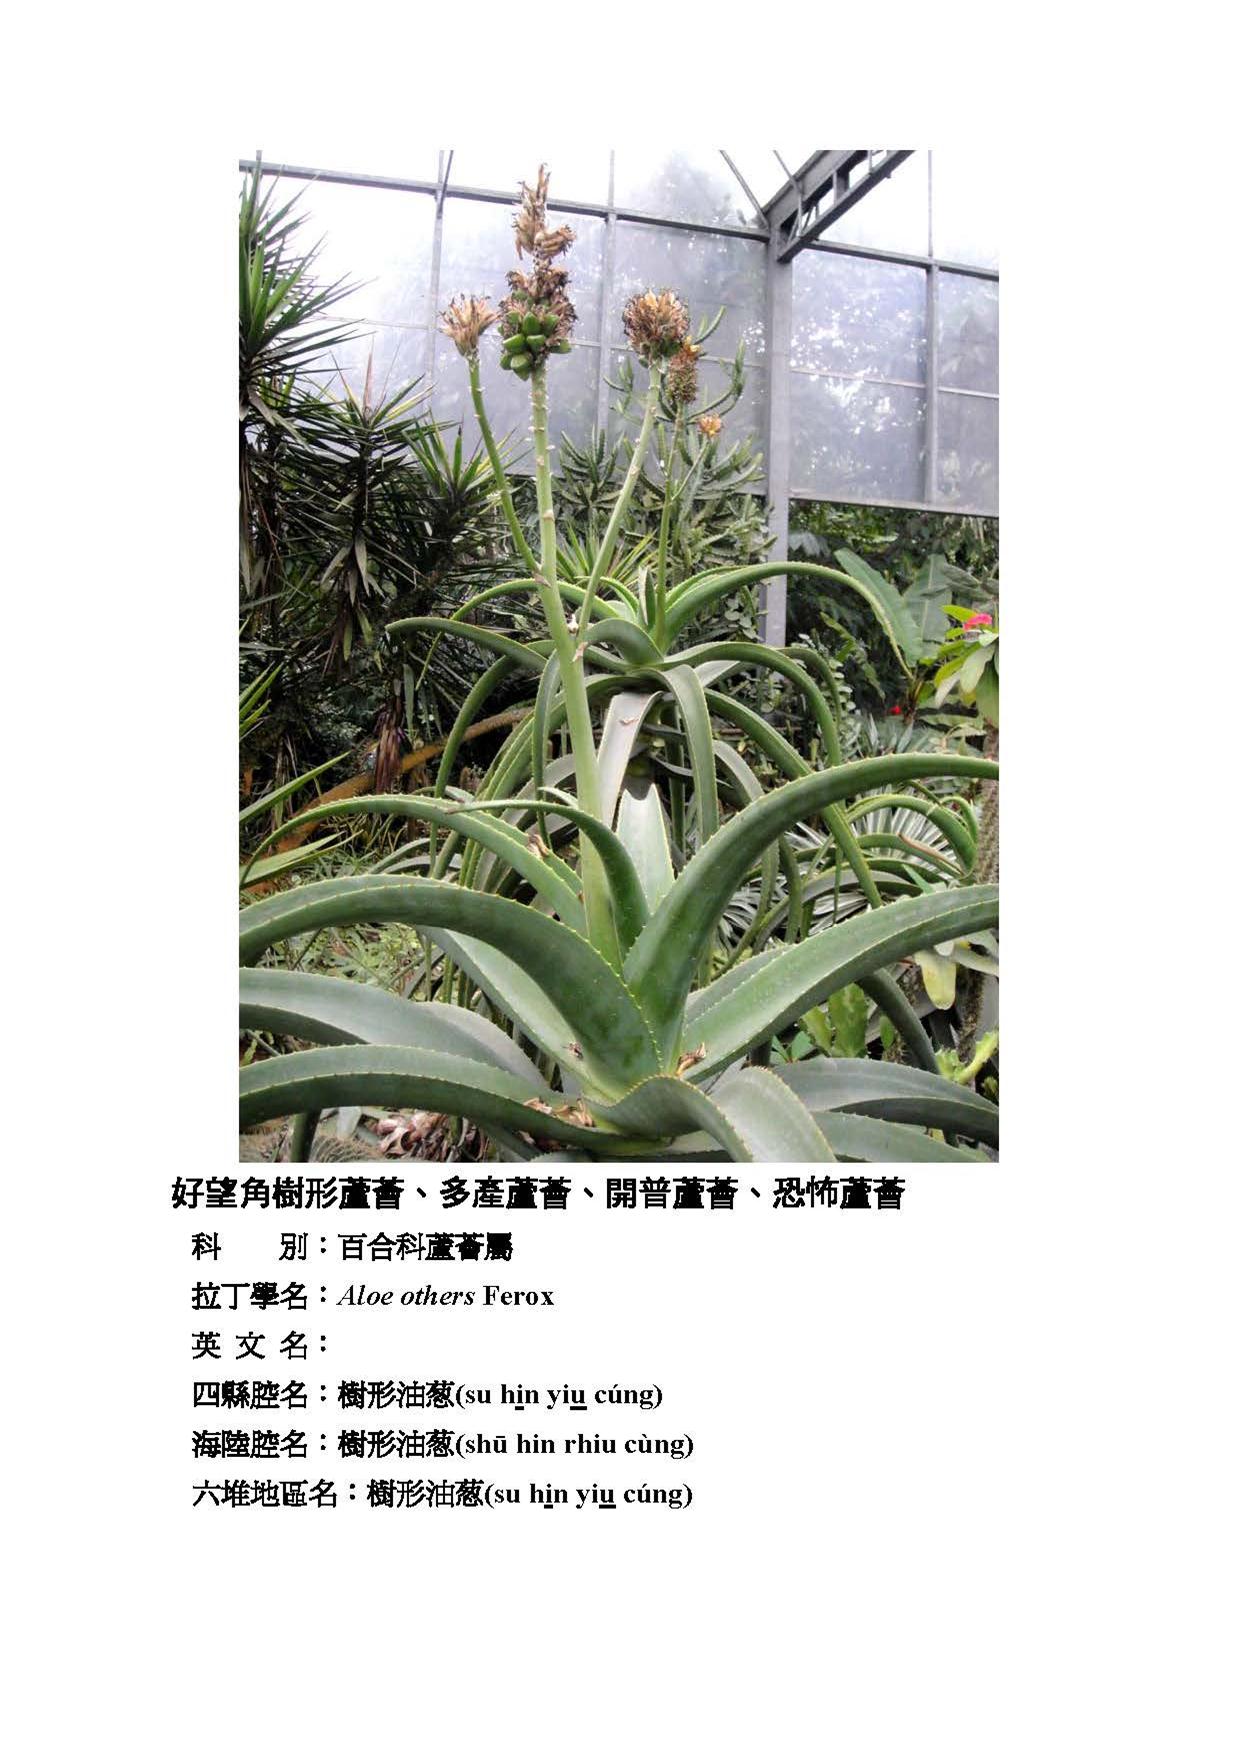 好望角樹形蘆薈、多產蘆薈、開普蘆薈、恐怖蘆薈
科　　別：百合科蘆薈屬
拉丁學名：Aloe others Ferox
英 文 名：
四縣腔名：樹形油葱(su hin yiu cúng)
海陸腔名：樹形油葱(shū hin rhiu cùng)
六堆地區名：樹形油葱(su hin yiu cúng)